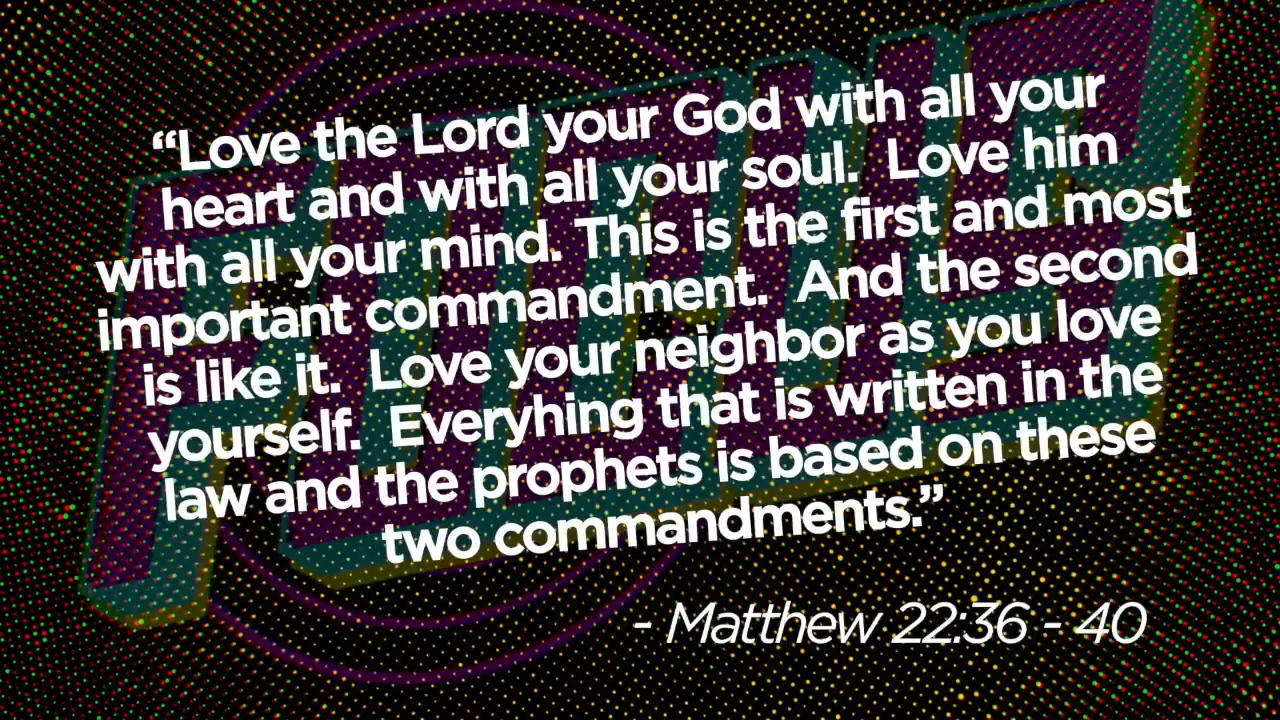 “Love the Lord your God with all your
heart and with all your soul.  Love him
with all your mind. This is the first and most
important commandment.  And the second
is like it.  Love your neighbor as you love
yourself.  Everyhing that is written in the
law and the prophets is based on these
two commandments.”
- Matthew 22:36 - 40